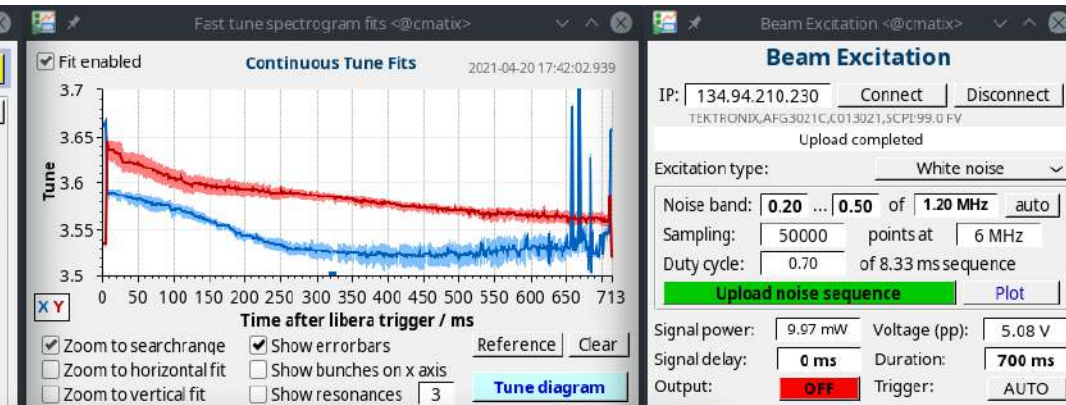 Fast tune spectrogram fits <@cmatix>
Fit enabled
Continuous Tune Fits
2021-04-20 17:42:02.939
3.7
3.65
3.6
3.55
3.5
Tune
0 50 100 150 200 250 300 350 400 450 500 550 600 650 713
X Y
Time after libera trigger / ms
Zoom to searchrange
Show errorbars
Reference
Clear
Zoom to horizontal fit
Show bunches on x axis
Zoom to vertical fit
Show resonances 3
Tune diagram
Beam Excitation <@cmatix>
Beam Excitation
IP: 134.94.210.230 Connect Disconnect
TEKTRONIX,AFG3021C,C013021,SCPI:99.0 FV
Upload completed
Excitation type: White noise
Noise band: 0.20 ... 0.50 of 1.20 MHz auto
Sampling: 50000 points at 6 MHz
Duty cycle: 0.70 of 8.33 ms sequence
Upload noise sequence Plot
Signal power: 9.97 mW Voltage (pp): 5.08 V
Signal delay: 0 ms Duration: 700 ms
Output: OFF Trigger: AUTO